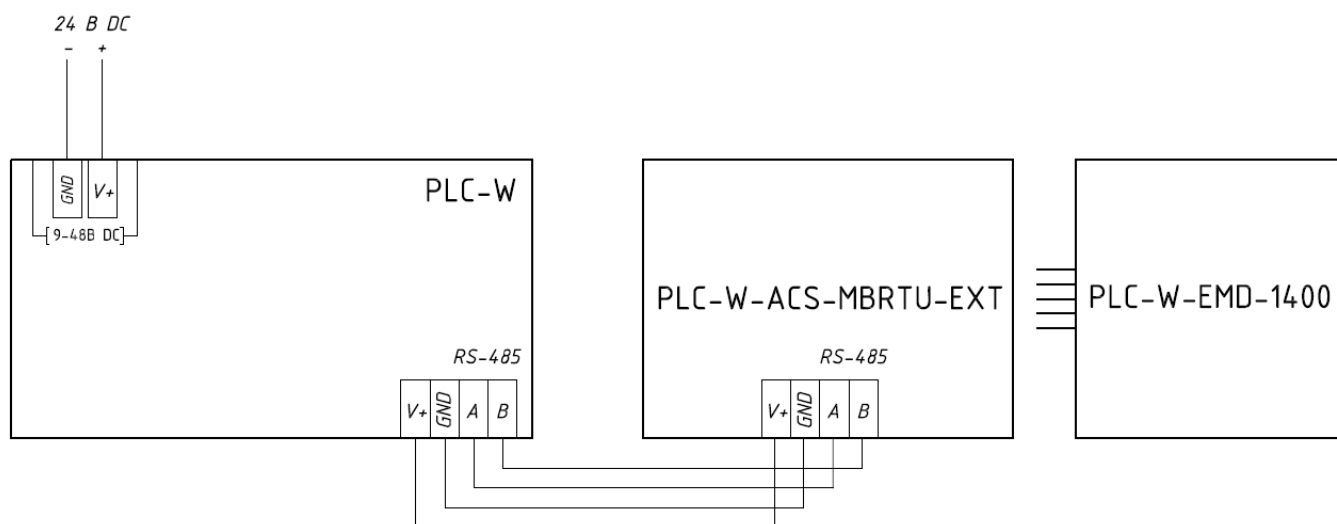 24 В DC
- +
GND V+
9-48В DC
PLC-W
RS-485
V+ GND A B
PLC-W-ACS-MBRTU-EXT
RS-485
V+ GND A B
PLC-W-EMD-1400